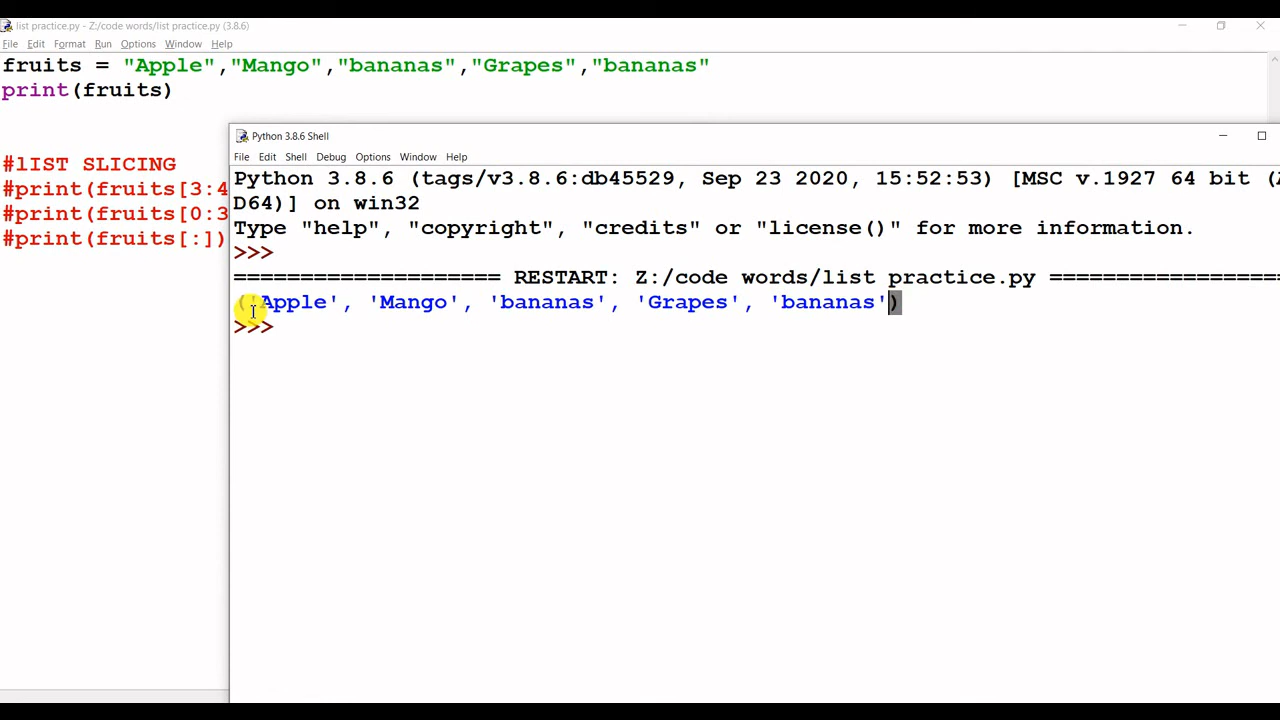 list practice.py - Z:/code words/list practice.py (3.8.6)
File Edit Format Run Options Window Help
fruits = "Apple","Mango","bananas","Grapes","bananas"
print(fruits)
#lIST SLICING
#print(fruits[3:4
#print(fruits[0:3
#print(fruits[:])
Python 3.8.6 Shell
File Edit Shell Debug Options Window Help
Python 3.8.6 (tags/v3.8.6:db45529, Sep 23 2020, 15:52:53) [MSC v.1927 64 bit (
D64)] on win32
Type "help", "copyright", "credits" or "license()" for more information.
>>>
==================== RESTART: Z:/code words/list practice.py =================
('Apple', 'Mango', 'bananas', 'Grapes', 'bananas')
>>>